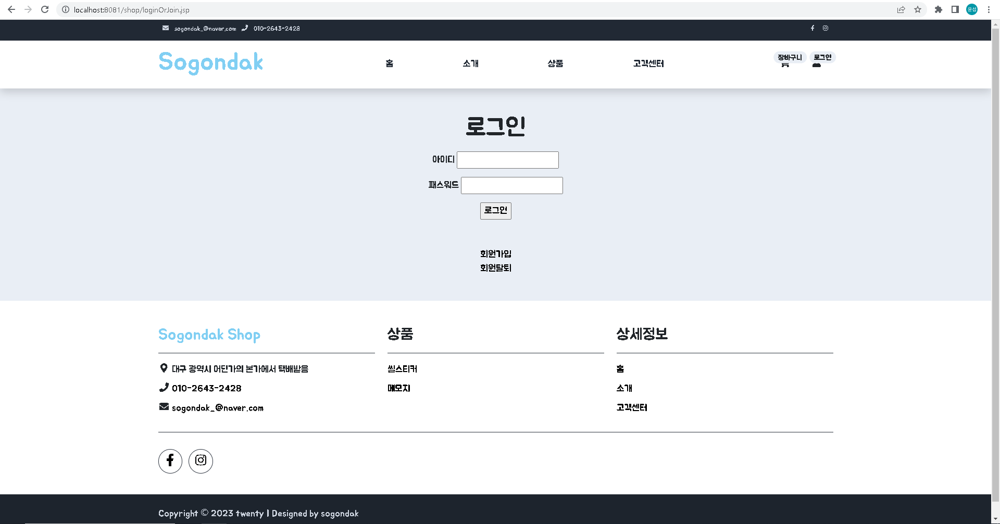 localhost:8081/shop/loginOrJoin.jsp
윤섭
sogondak_@naver.com 010-2643-2428
Sogondak
홈 소개 상품 고객센터
장바구니 로그인
로그인
아이디
패스워드
로그인
회원가입
회원탈퇴
Sogondak Shop
대구 광역시 어딘가의 본가에서 택배받음
010-2643-2428
sogondak_@naver.com
상품
씰스티커
메모지
상세정보
홈
소개
고객센터
Copyright © 2023 twenty | Designed by sogondak